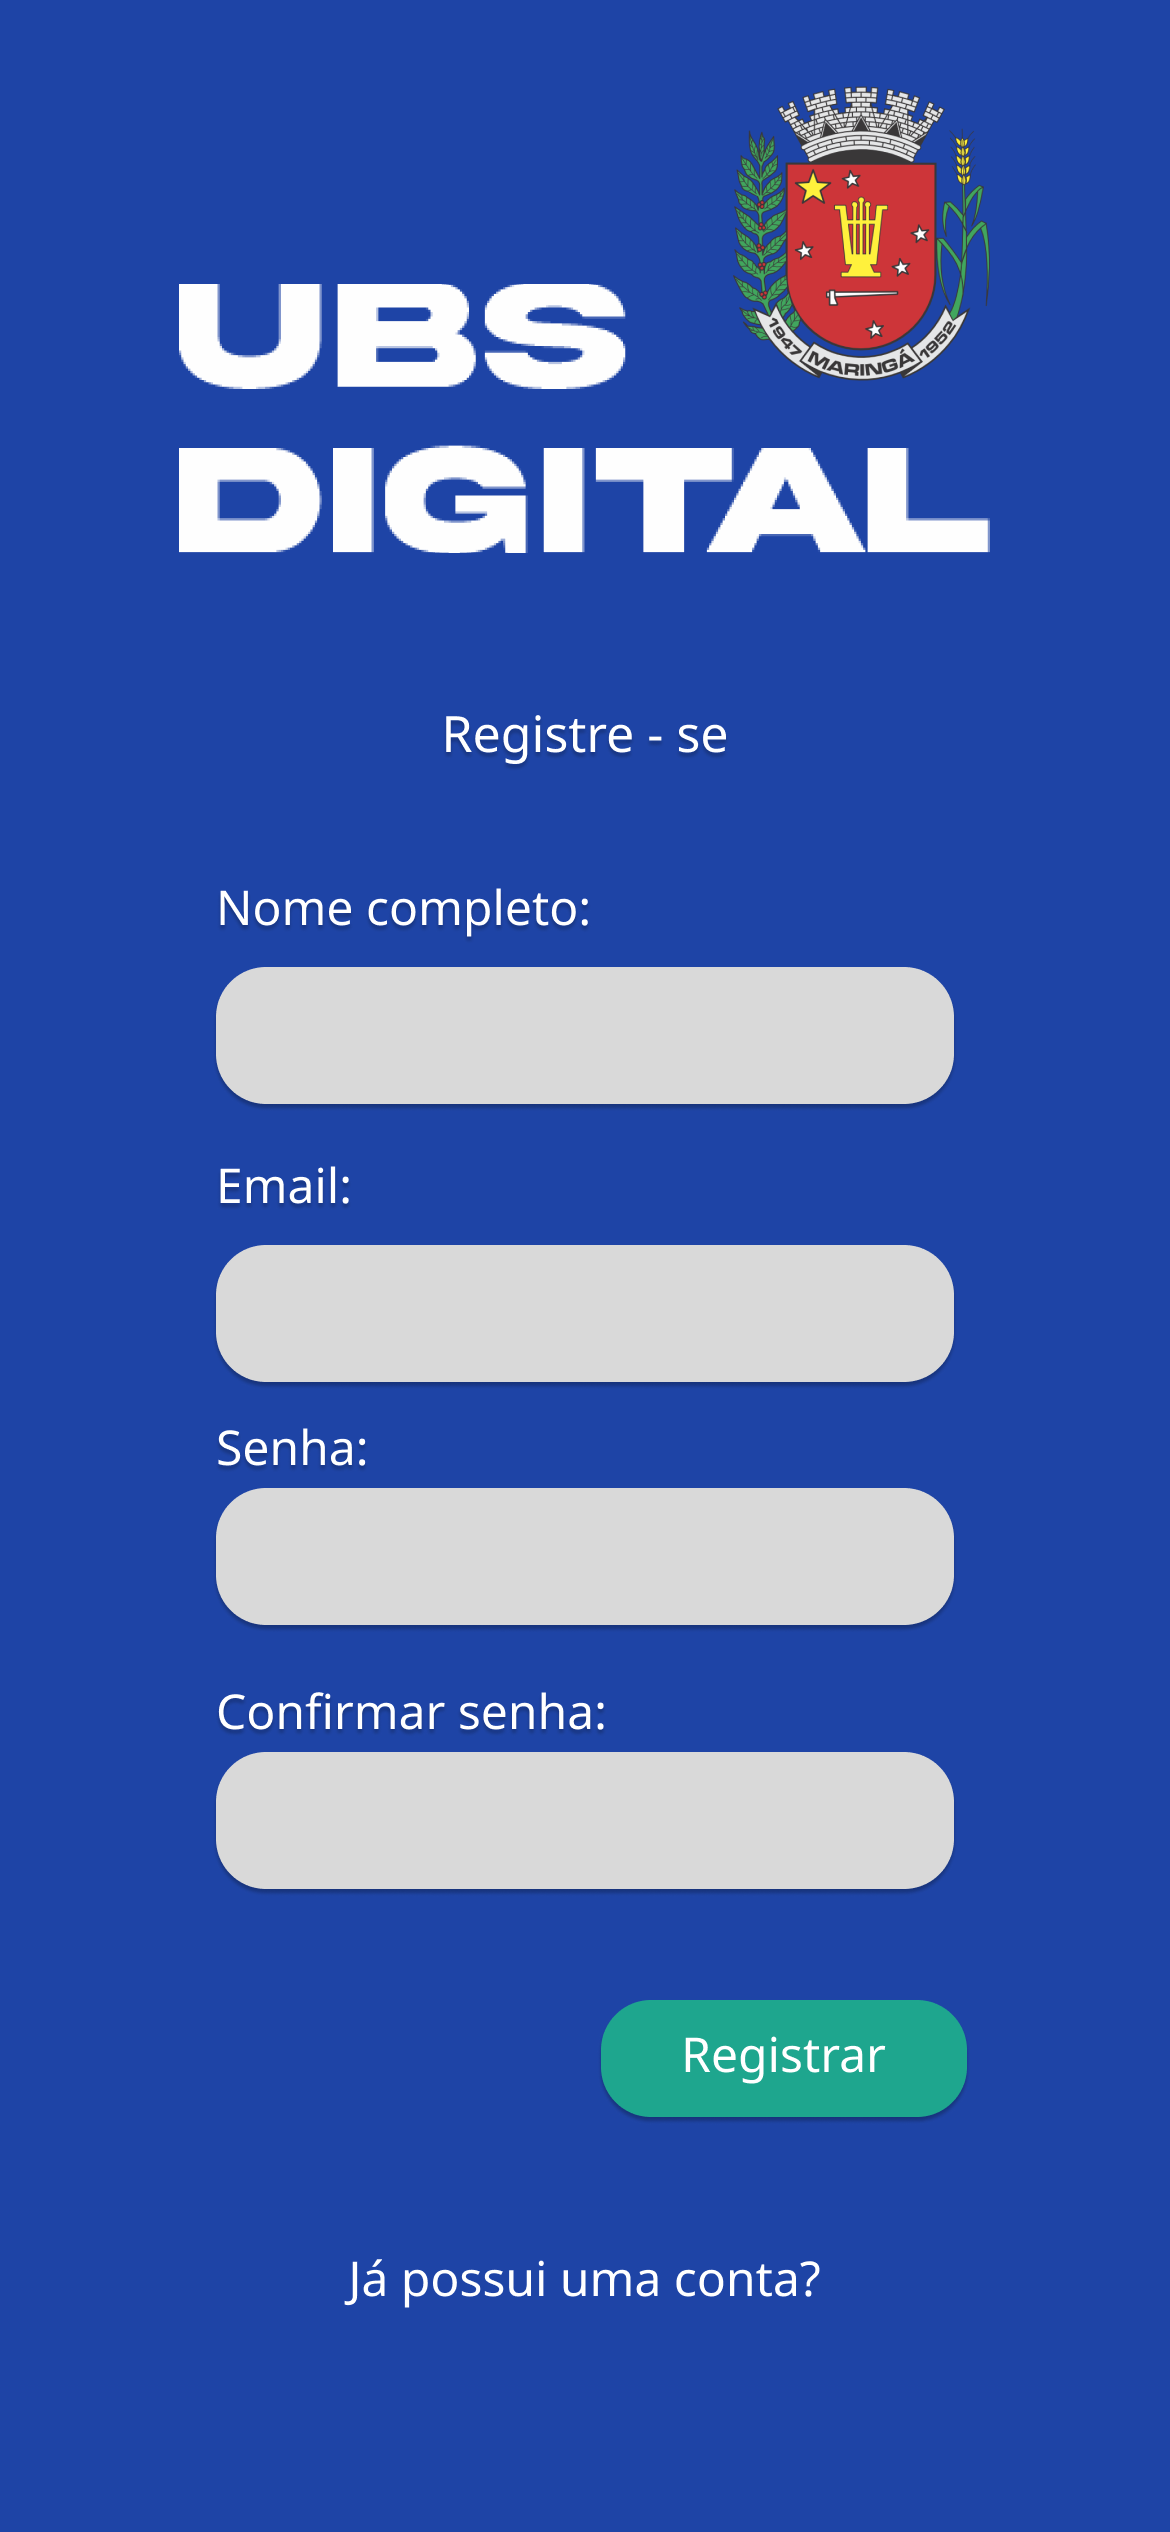 UBS
DIGITAL
1947 MARINGÁ 1952
Registre - se
Nome completo:
Email:
Senha:
Confirmar senha:
Registrar
Já possui uma conta?